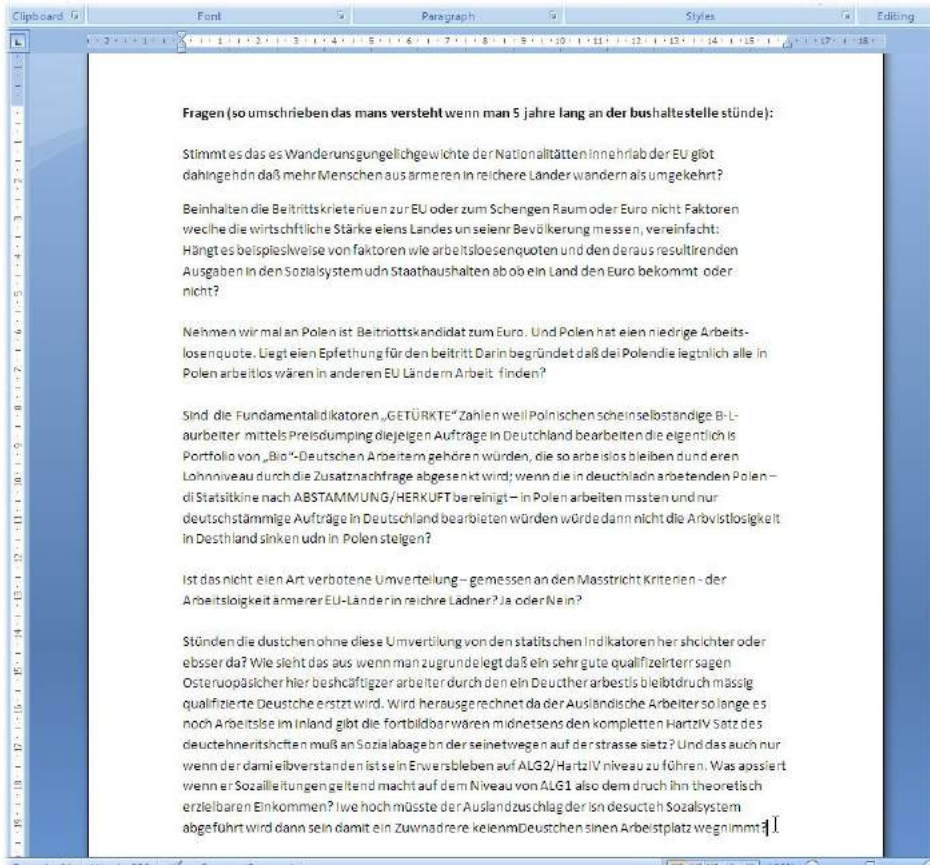 Clipboard Font Paragraph Styles Editing
Fragen (so umschrieben das mans versteht wenn man 5 jahre lang an der bushaltestelle stünde):
Stimmt es das es Wanderunsgungelichgewichte der Nationalitätten innehrlab der EU gibt
dahingehdn daß mehr Menschen aus ärmeren in reichere Länder wandern als umgekehrt?
Beinhalten die Beitrittskrieteriuen zur EU oder zum Schengen Raum oder Euro nicht Faktoren
weclhe die wirtschftliche Stärke eiens Landes un seienr Bevölkerung messen, vereinfacht:
Hängt es beispieslweise von faktoren wie arbeitsloesenquoten und den deraus resultirenden
Ausgaben in den Sozialsystem udn Staathaushalten ab ob ein Land den Euro bekommt oder
nicht?
Nehmen wir mal an Polen ist Beitriottskandidat zum Euro. Und Polen hat eien niedrige Arbeits-
losenquote. Liegt eien Epfethung für den beitritt Darin begründet daß dei Polen die iegtnlich alle in
Polen arbeitlos wären in anderen EU Ländern Arbeit finden?
Sind die Fundamentalidikatoren „GETÜRKTE“ Zahlen weil Polnischen scheinselbständige B-L-
aurbeiter mittels Preisdumping diejeigen Aufträge in Deutchland bearbeiten die eigentlich is
Portfolio von „Bio“-Deutschen Arbeitern gehören würden, die so arbeislos bleiben dund eren
Lohnniveau durch die Zusatznachfrage abgesenkt wird; wenn die in deucthladn arbetenden Polen –
di Statsitkine nach ABSTAMMUNG/HERKUFT bereinigt – in Polen arbeiten mssten und nur
deutschstämmige Aufträge in Deutschland bearbieten würden würde dann nicht die Arbvistlosigkeit
in Desthland sinken udn in Polen steigen?
Ist das nicht eien Art verbotene Umverteilung – gemessen an den Masstricht Kriterien - der
Arbeitsloigkeit ärmerer EU-Länder in reichre Lädner? Ja oder Nein?
Stünden die dustchen ohne diese Umvertilung von den statitschen Indikatoren her shcichter oder
ebsser da? Wie sieht das aus wenn man zugrundelegt daß ein sehr gute qualifizeirterr sagen
Osteruopäsicher hier beshcäftigzer arbeiter durch den ein Deucther arbestls bleibt druch mässig
qualifizierte Deustche erstzt wird. Wird herausgerechnet da der Ausländische Arbeiter so lange es
noch Arbeitslse im Inland gibt die fortbildbar wären midnetsens den kompletten HartzIV Satz des
deuctehneritshcften muß an Sozialabagebn der seinetwegen auf der strasse sietz? Und das auch nur
wenn der dami eibverstanden ist sein Erwersbleben auf ALG2/HartzIV niveau zu führen. Was apssiert
wenn er Sozailleitungen geltend macht auf dem Niveau von ALG1 also dem druch ihn theoretisch
erzielbaren Einkommen? Iwe hoch müsste der Auslandzuschlag der isn desucteh Sozalsystem
abgeführt wird dann sein damit ein Zuwnadrere keienmDeustchen sinen Arbeistplatz wegnimmt?